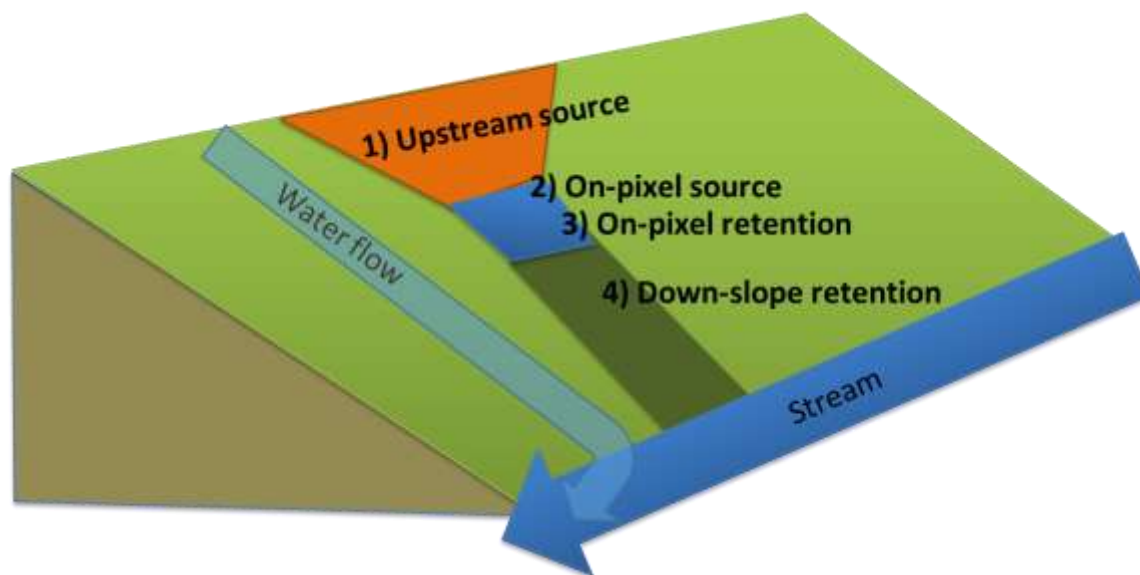 1) Upstream source
2) On-pixel source
3) On-pixel retention
Water flow
4) Down-slope retention
Stream